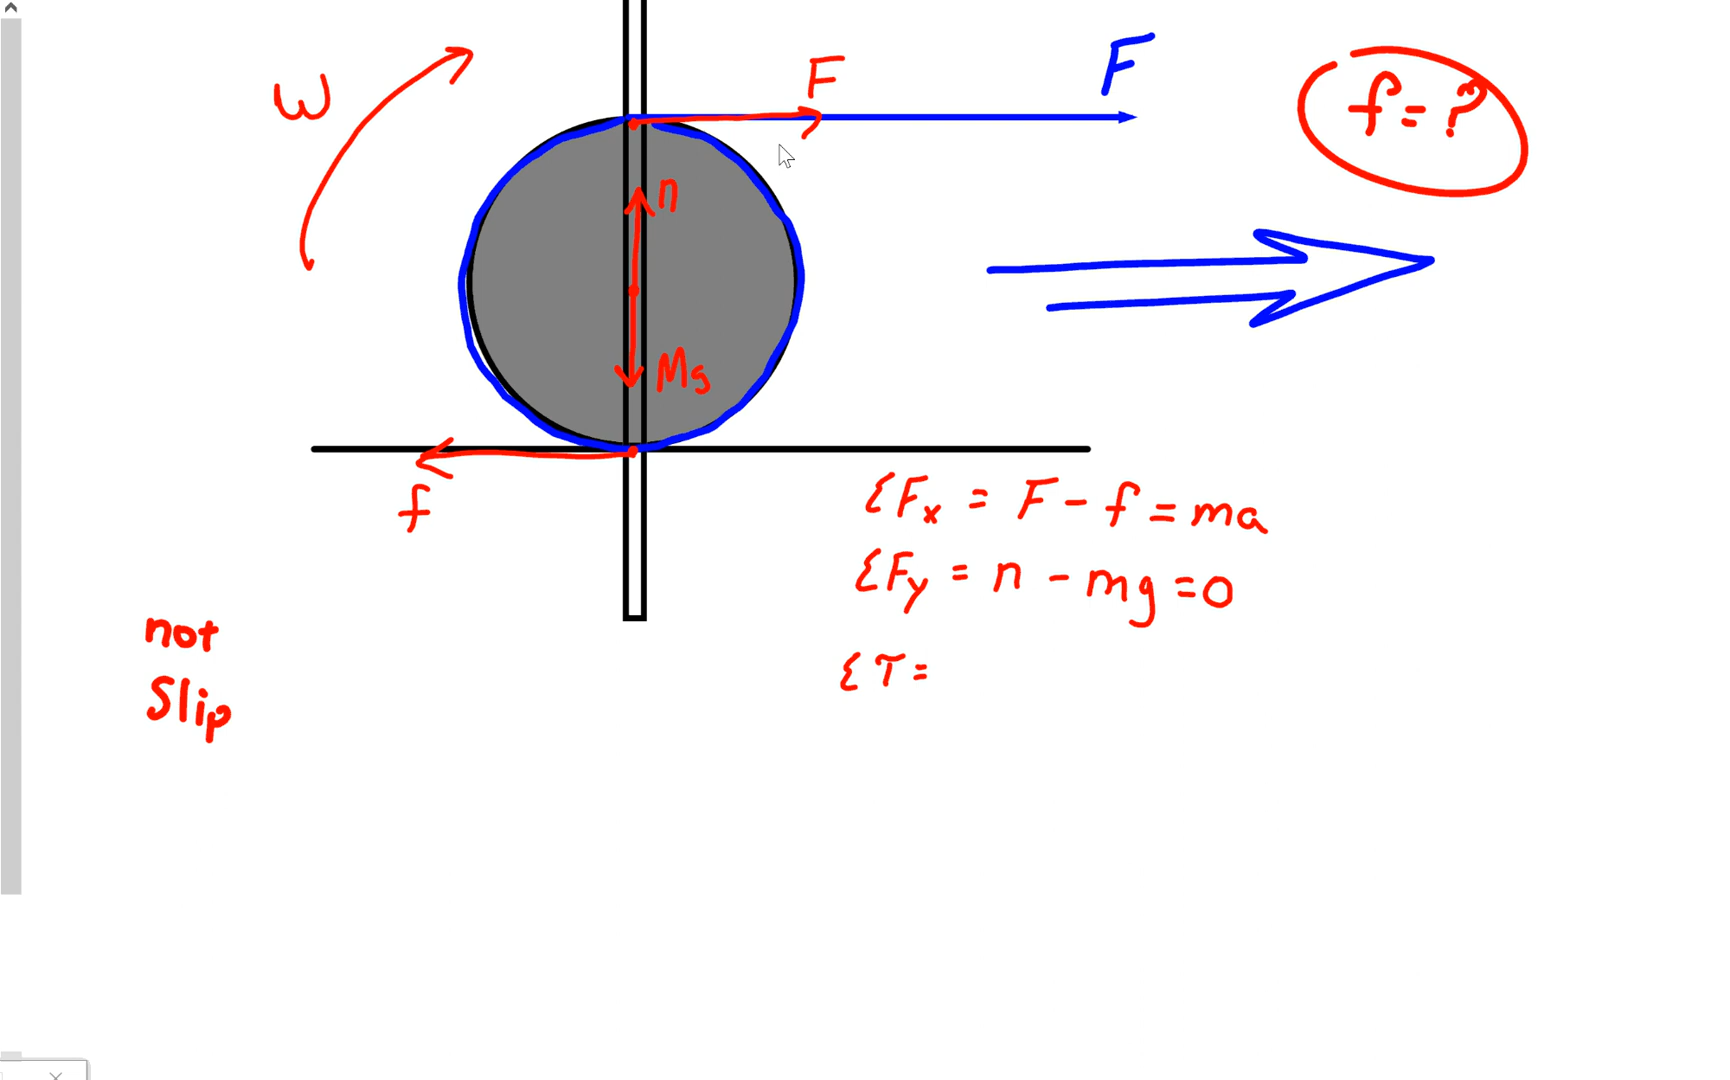 ω
F
F
f = ?
n
Mg
f
ΣFx = F - f = ma
ΣFy = n - mg = 0
Στ =
not
Slip